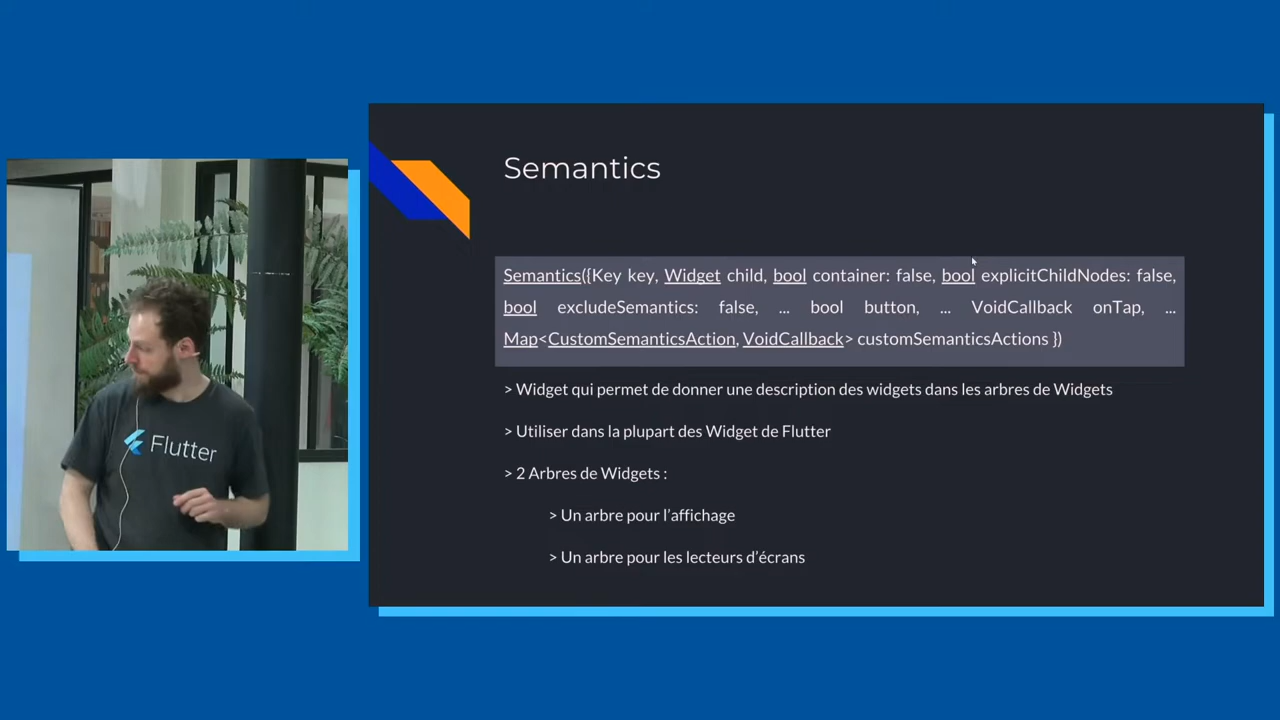 Semantics
Semantics({Key key, Widget child, bool container: false, bool explicitChildNodes: false,
bool excludeSemantics: false, ... bool button, ... VoidCallback onTap, ...
Map<CustomSemanticsAction, VoidCallback> customSemanticsActions })
> Widget qui permet de donner une description des widgets dans les arbres de Widgets
> Utiliser dans la plupart des Widget de Flutter
> 2 Arbres de Widgets :
> Un arbre pour l’affichage
> Un arbre pour les lecteurs d’écrans
Flutter